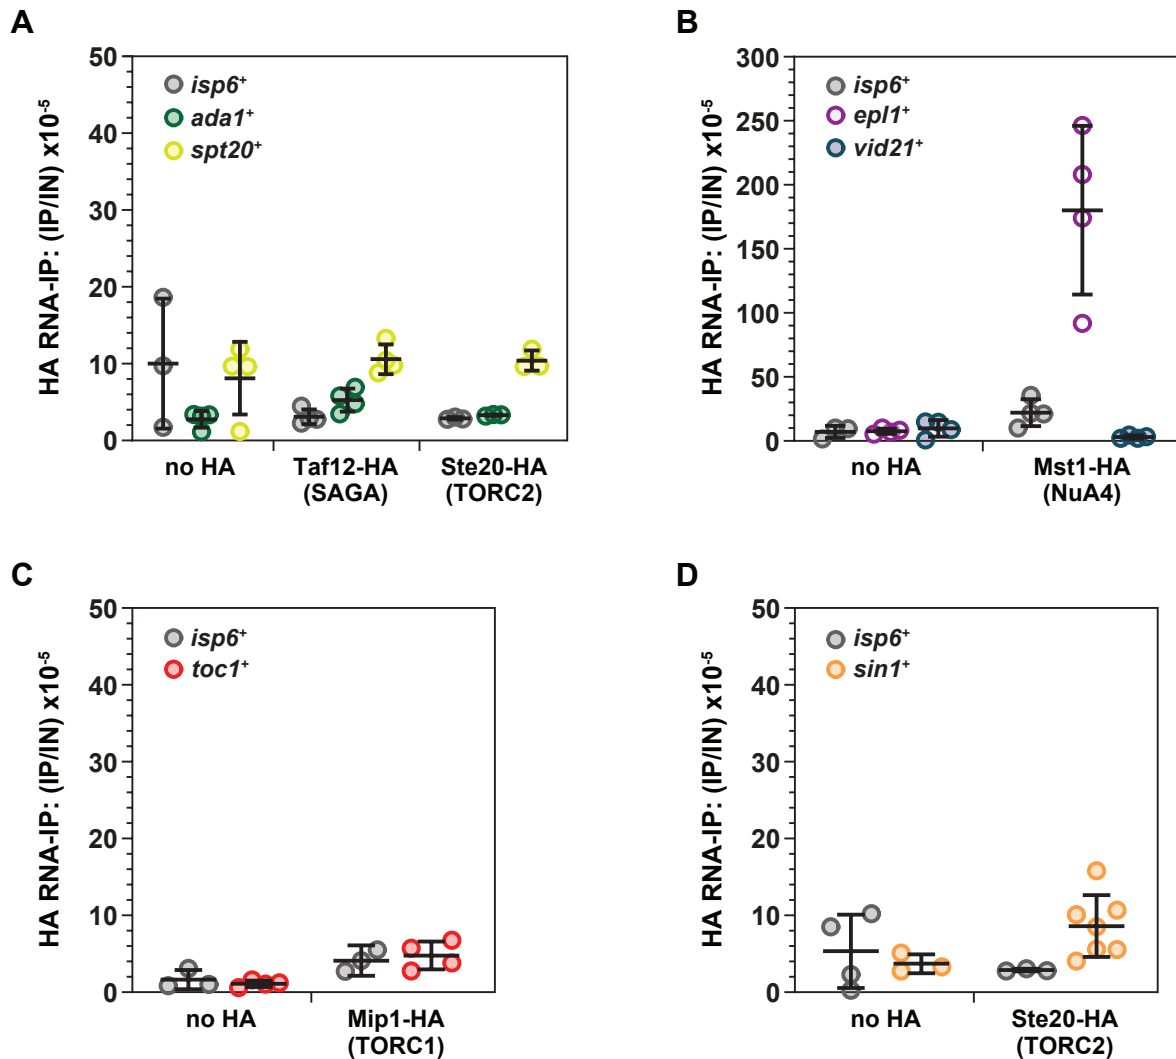 A
HA RNA-IP: (IP/IN) x10⁻⁵
50
40
30
20
10
0
isp6⁺
ada1⁺
spt20⁺
no HA
Taf12-HA
(SAGA)
Ste20-HA
(TORC2)
B
HA RNA-IP: (IP/IN) x10⁻⁵
300
250
200
150
100
50
0
isp6⁺
epl1⁺
vid21⁺
no HA
Mst1-HA
(NuA4)
C
HA RNA-IP: (IP/IN) x10⁻⁵
50
40
30
20
10
0
isp6⁺
toc1⁺
no HA
Mip1-HA
(TORC1)
D
HA RNA-IP: (IP/IN) x10⁻⁵
50
40
30
20
10
0
isp6⁺
sin1⁺
no HA
Ste20-HA
(TORC2)